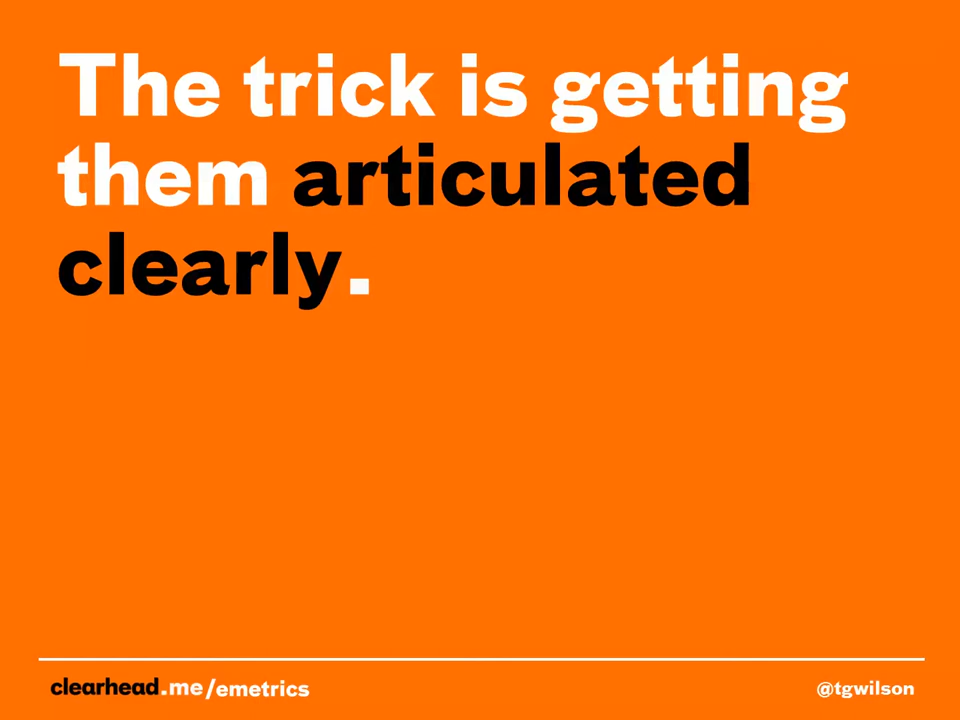 The trick is getting
them articulated
clearly.
clearhead.me/emetrics
@tgwilson